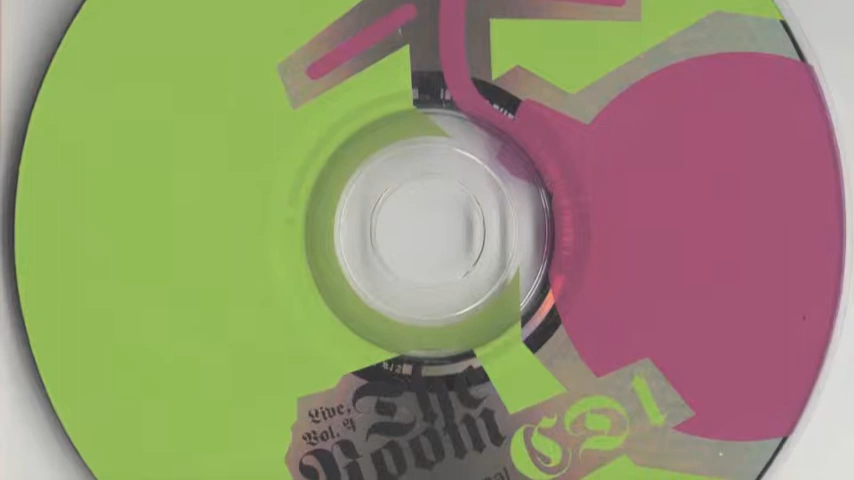 Live,
Vol. 4
The
Room
CD1